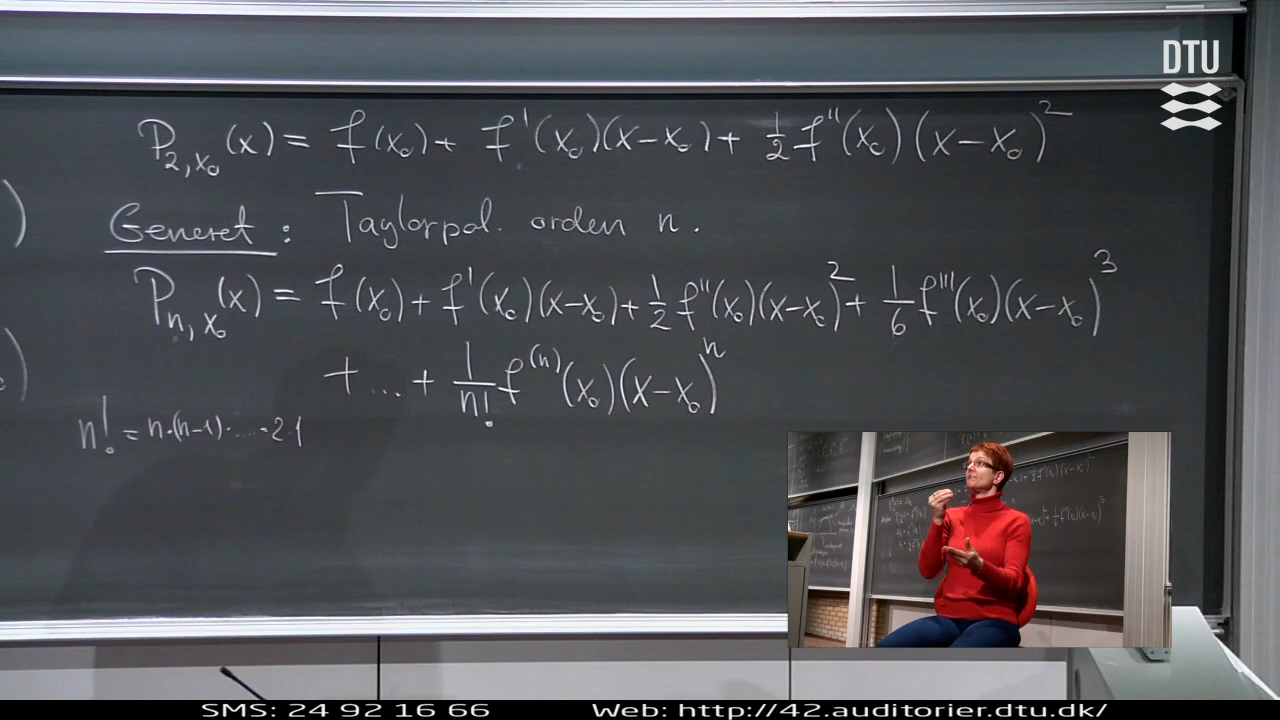 DTU
P_{2,x₀}(x) = f(x₀) + f'(x₀)(x-x₀) + ½ f''(x₀)(x-x₀)²
Generet : Taylorpol. orden n.
P_{n,x₀}(x) = f(x₀) + f'(x₀)(x-x₀) + ½ f''(x₀)(x-x₀)² + 1/6 f'''(x₀)(x-x₀)³
+ ... + 1/n! f^{(n)}(x₀)(x-x₀)^n
n! = n·(n-1)· .... ·2·1
SMS: 24 92 16 66 Web: http://42.auditorier.dtu.dk/